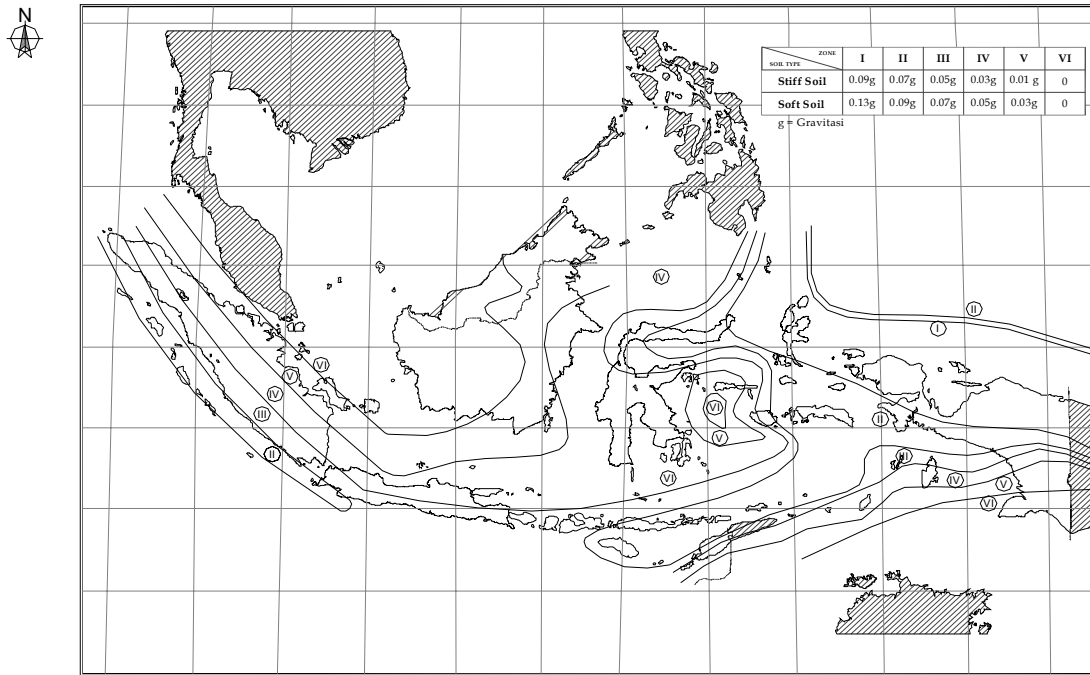 N
ZONE
SOIL TYPE
I II III IV V VI
Stiff Soil 0.09g 0.07g 0.05g 0.03g 0.01 g 0
Soft Soil 0.13g 0.09g 0.07g 0.05g 0.03g 0
g = Gravitasi
IV
II
I
VI
V
IV
III
II
VI
V
VI
II
IV
V
VI